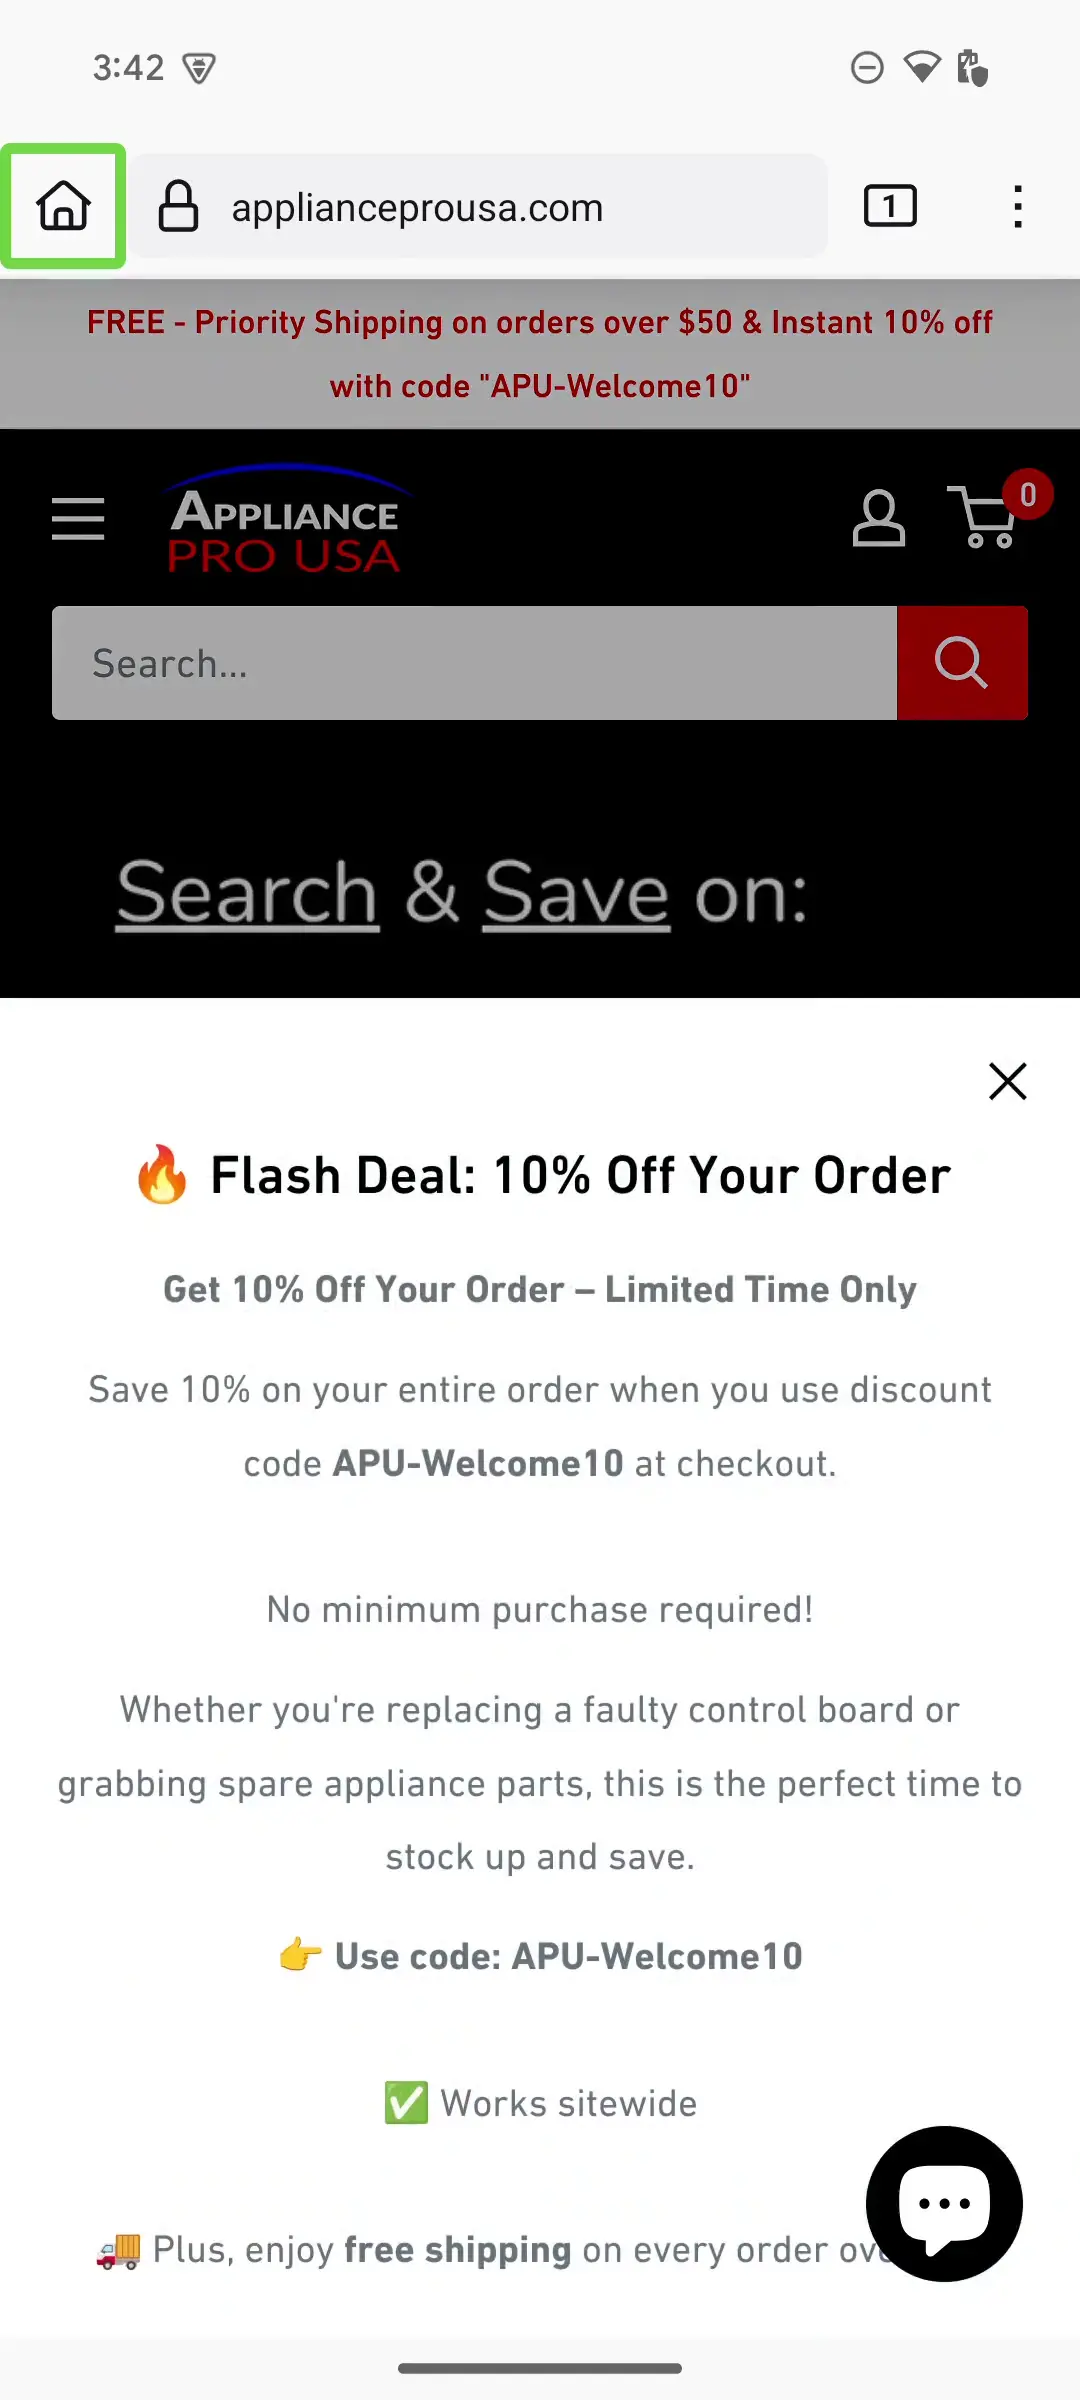 3:42
applianceprousa.com
1
FREE - Priority Shipping on orders over $50 & Instant 10% off
with code "APU-Welcome10"
APPLIANCE
PRO USA
0
Search...
Search & Save on:
🔥 Flash Deal: 10% Off Your Order
Get 10% Off Your Order – Limited Time Only
Save 10% on your entire order when you use discount
code APU-Welcome10 at checkout.
No minimum purchase required!
Whether you're replacing a faulty control board or
grabbing spare appliance parts, this is the perfect time to
stock up and save.
👉 Use code: APU-Welcome10
✅ Works sitewide
🚚 Plus, enjoy free shipping on every order